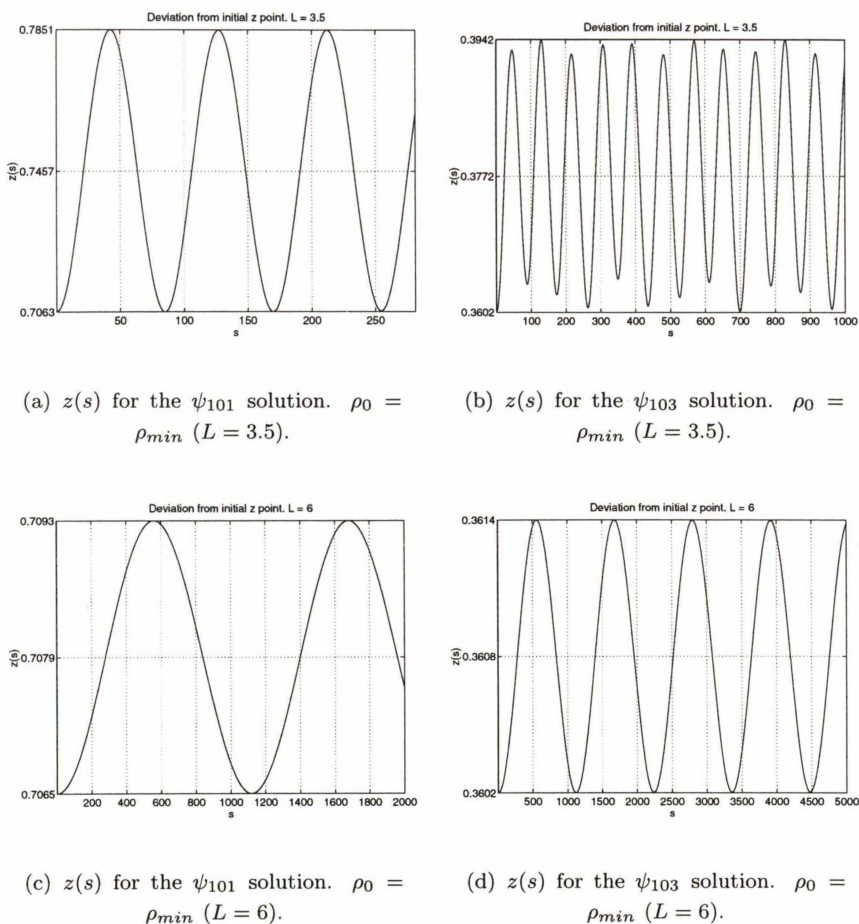 Deviation from initial z point. L = 3.5
0.7851
0.7457
0.7063
z(s)
50 100 150 200 250
s
Deviation from initial z point. L = 3.5
0.3942
0.3772
0.3602
z(s)
100 200 300 400 500 600 700 800 900 1000
s
(a) z(s) for the ψ101 solution. ρ0 =
ρmin (L = 3.5).
(b) z(s) for the ψ103 solution. ρ0 =
ρmin (L = 3.5).
Deviation from initial z point. L = 6
0.7093
0.7079
0.7065
z(s)
200 400 600 800 1000 1200 1400 1600 1800 2000
s
Deviation from initial z point. L = 6
0.3614
0.3608
0.3602
z(s)
500 1000 1500 2000 2500 3000 3500 4000 4500 5000
s
(c) z(s) for the ψ101 solution. ρ0 =
ρmin (L = 6).
(d) z(s) for the ψ103 solution. ρ0 =
ρmin (L = 6).